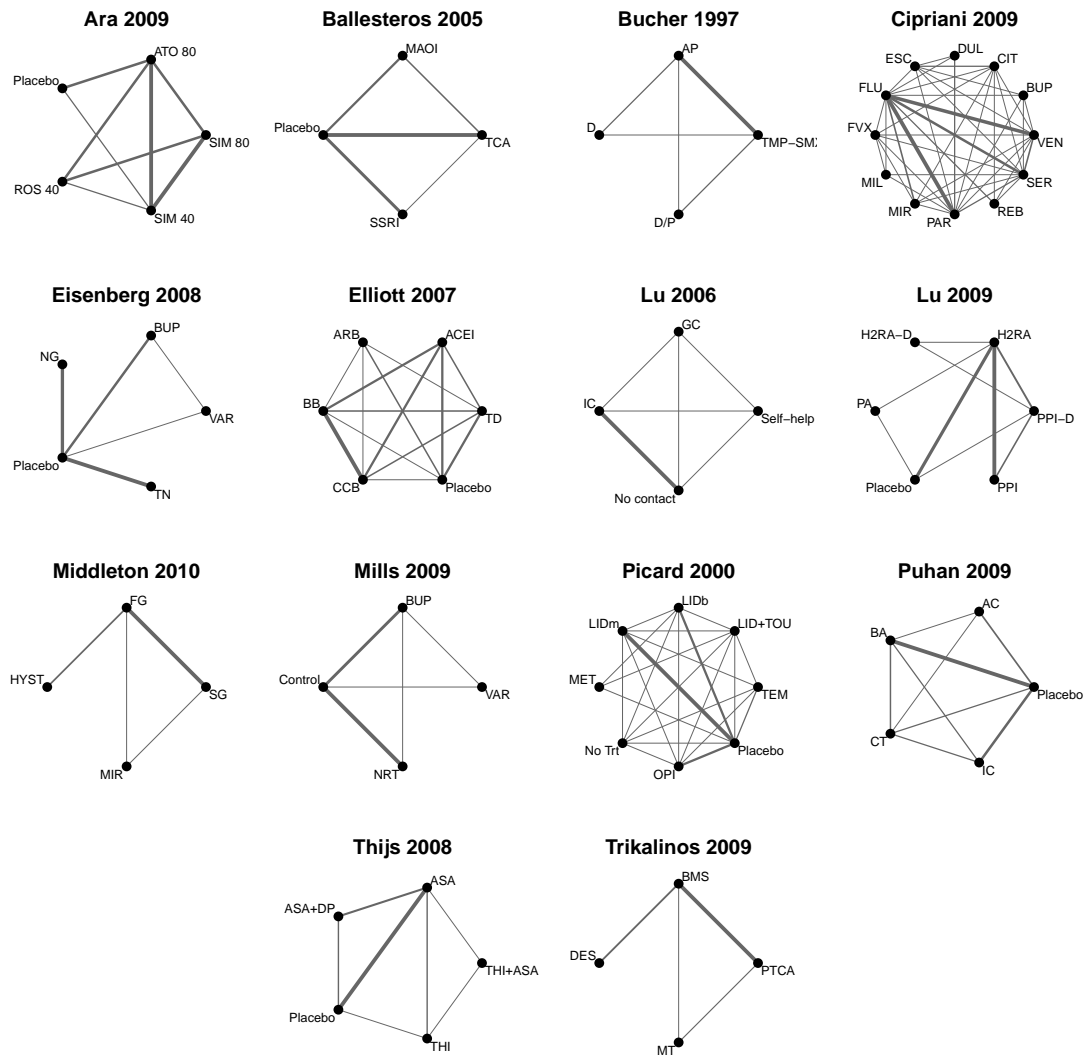 Ara 2009
ATO 80
Placebo
SIM 80
ROS 40
SIM 40
Ballesteros 2005
MAOI
Placebo
TCA
SSRI
Bucher 1997
AP
D
TMP−SM
D/P
Cipriani 2009
DUL
ESC
CIT
FLU
BUP
FVX
VEN
MIL
SER
MIR
REB
PAR
Eisenberg 2008
BUP
NG
VAR
Placebo
TN
Elliott 2007
ARB
ACEI
BB
TD
CCB
Placebo
Lu 2006
GC
IC
Self−help
No contact
Lu 2009
H2RA−D
H2RA
PA
PPI−D
Placebo
PPI
Middleton 2010
FG
HYST
SG
MIR
Mills 2009
BUP
Control
VAR
NRT
Picard 2000
LIDb
LIDm
LID+TOU
MET
TEM
No Trt
Placebo
OPI
Puhan 2009
AC
BA
Placebo
CT
IC
Thijs 2008
ASA
ASA+DP
THI+ASA
Placebo
THI
Trikalinos 2009
BMS
DES
PTCA
MT